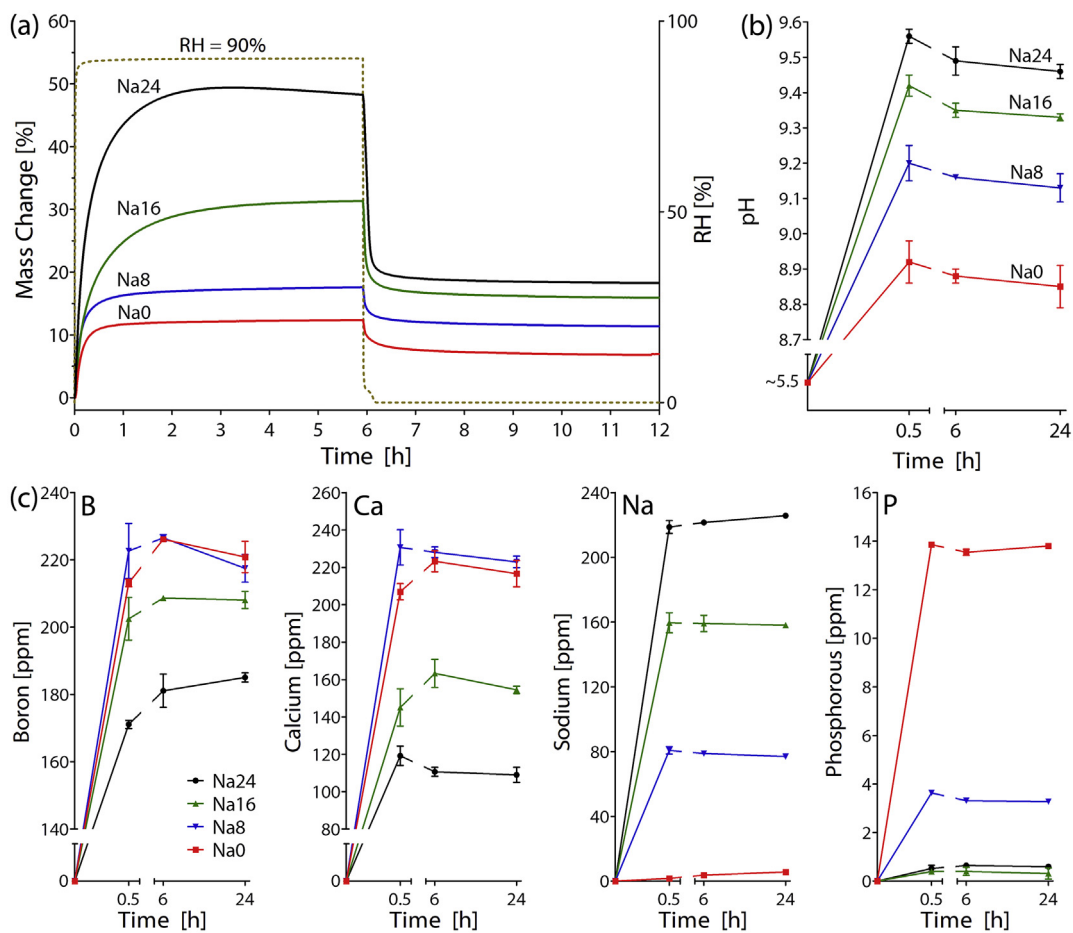 (a)
60
50
40
30
20
10
0
Mass Change [%]
RH = 90%
Na24
Na16
Na8
Na0
100
50
0
RH [%]
0 1 2 3 4 5 6 7 8 9 10 11 12
Time [h]
(b)
9.6
9.5
9.4
9.3
9.2
9.1
9.0
8.9
8.8
8.7
~5.5
pH
Na24
Na16
Na8
Na0
0.5 6 24
Time [h]
(c)
B
240
220
200
180
160
140
0
Boron [ppm]
Na24
Na16
Na8
Na0
0.5 6 24
Time [h]
Ca
260
240
220
200
180
160
140
120
100
80
0
Calcium [ppm]
0.5 6 24
Time [h]
Na
240
200
160
120
80
40
0
Sodium [ppm]
0.5 6 24
Time [h]
P
16
14
12
10
8
6
4
2
0
Phosphorous [ppm]
0.5 6 24
Time [h]